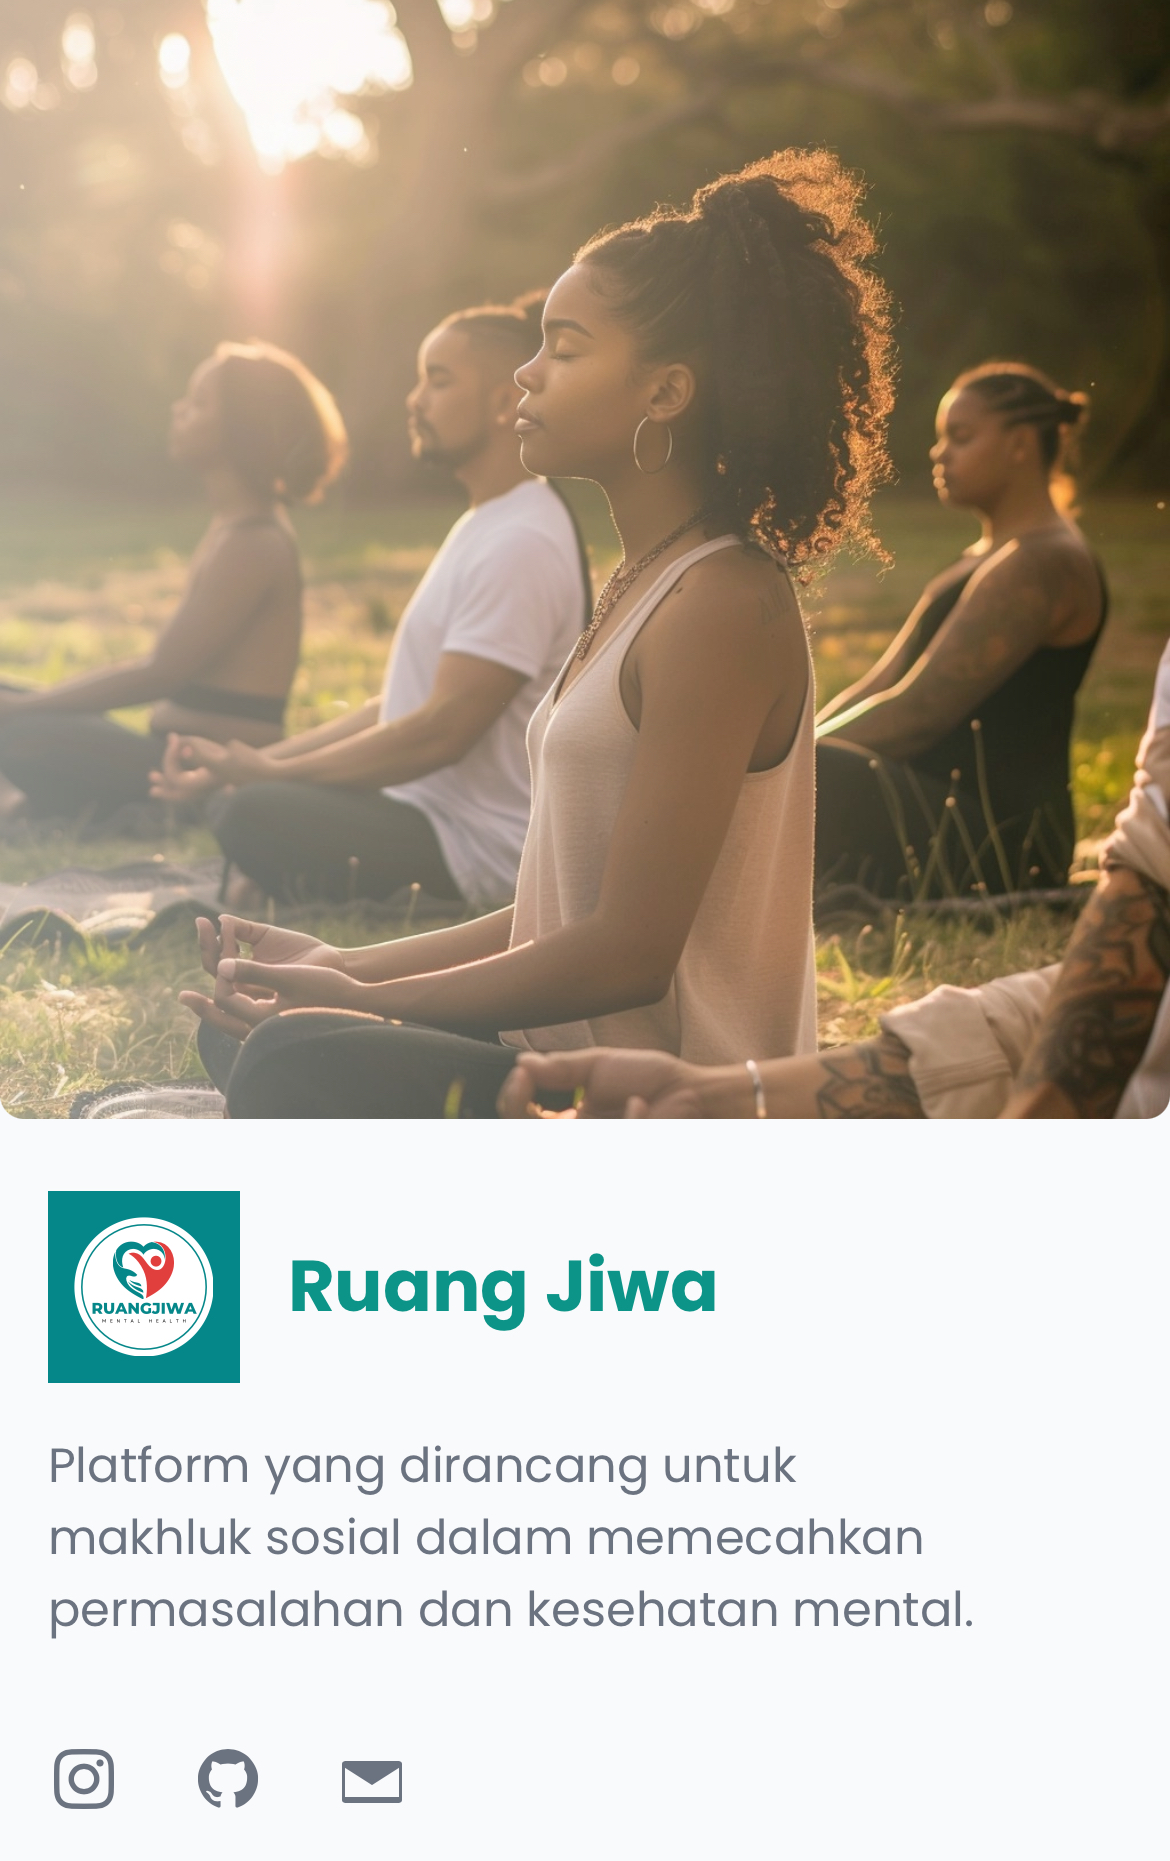 RUANGJIWA
MENTAL HEALTH
Ruang Jiwa
Platform yang dirancang untuk
makhluk sosial dalam memecahkan
permasalahan dan kesehatan mental.